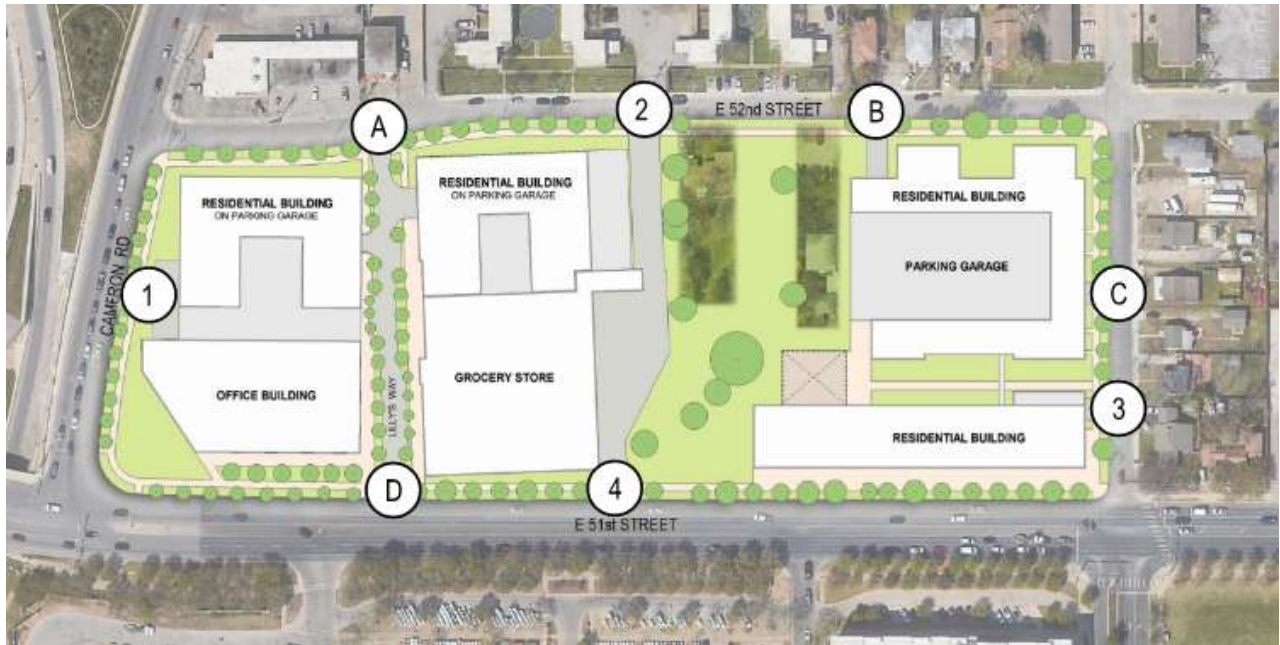 2
E 52nd STREET
B
A
RESIDENTIAL BUILDING
ON PARKING GARAGE
RESIDENTIAL BUILDING
ON PARKING GARAGE
RESIDENTIAL BUILDING
PARKING GARAGE
1
CAMERON RD
C
OFFICE BUILDING
LILLY'S WAY
GROCERY STORE
3
RESIDENTIAL BUILDING
D
4
E 51st STREET